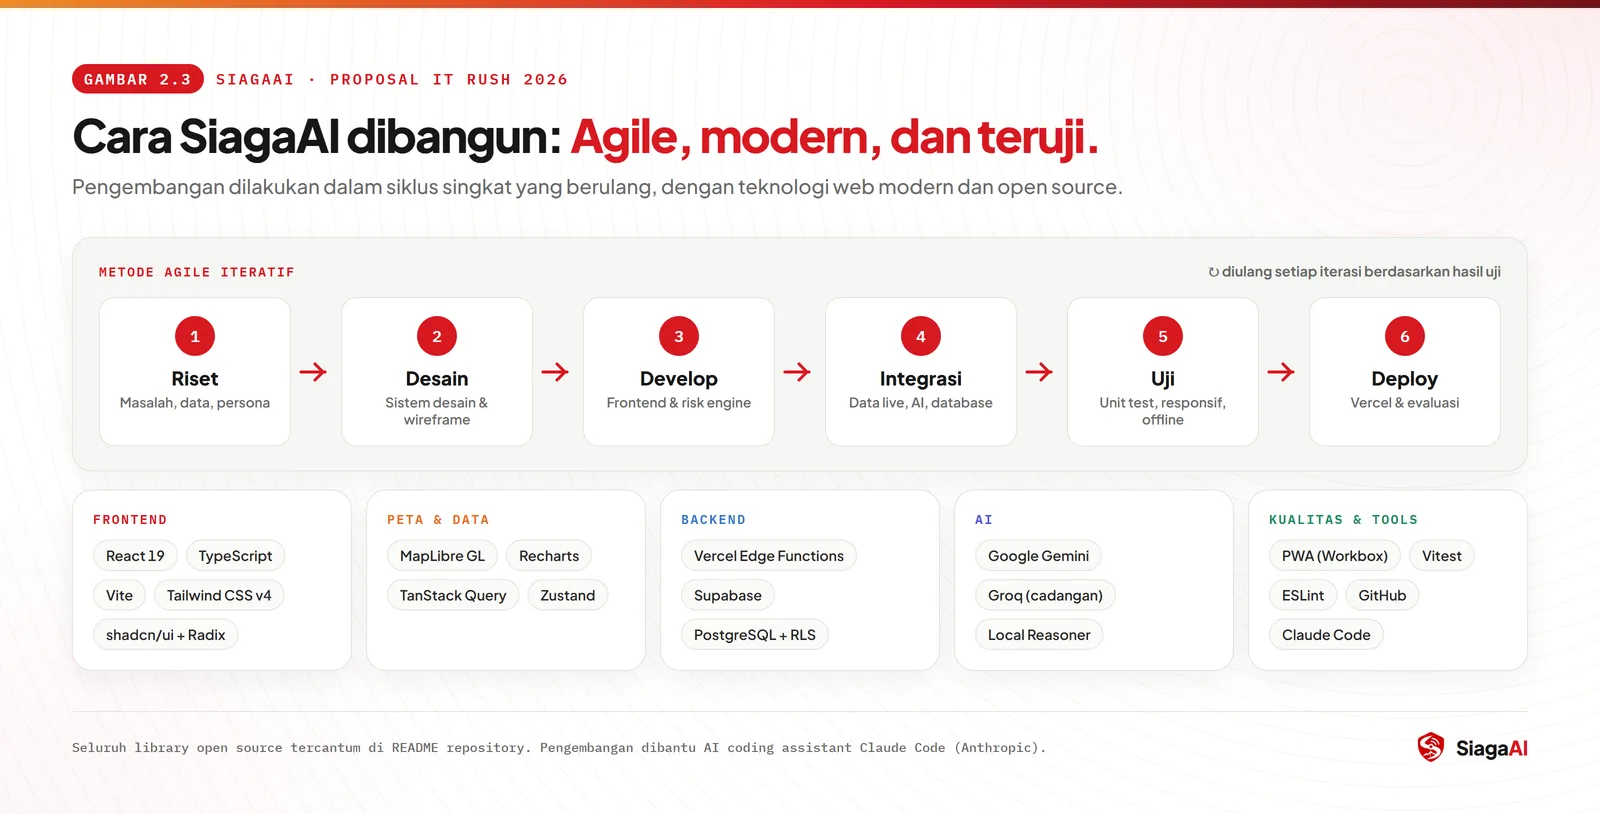 GAMBAR 2.3 SIAGAAI · PROPOSAL IT RUSH 2026
Cara SiagaAI dibangun: Agile, modern, dan teruji.
Pengembangan dilakukan dalam siklus singkat yang berulang, dengan teknologi web modern dan open source.
METODE AGILE ITERATIF
↻ diulang setiap iterasi berdasarkan hasil uji
1
Riset
Masalah, data, persona
2
Desain
Sistem desain &
wireframe
3
Develop
Frontend & risk engine
4
Integrasi
Data live, AI, database
5
Uji
Unit test, responsif,
offline
6
Deploy
Vercel & evaluasi
FRONTEND
React 19 TypeScript
Vite Tailwind CSS v4
shadcn/ui + Radix
PETA & DATA
MapLibre GL Recharts
TanStack Query Zustand
BACKEND
Vercel Edge Functions
Supabase
PostgreSQL + RLS
AI
Google Gemini
Groq (cadangan)
Local Reasoner
KUALITAS & TOOLS
PWA (Workbox) Vitest
ESLint GitHub
Claude Code
Seluruh library open source tercantum di README repository. Pengembangan dibantu AI coding assistant Claude Code (Anthropic).
SiagaAI